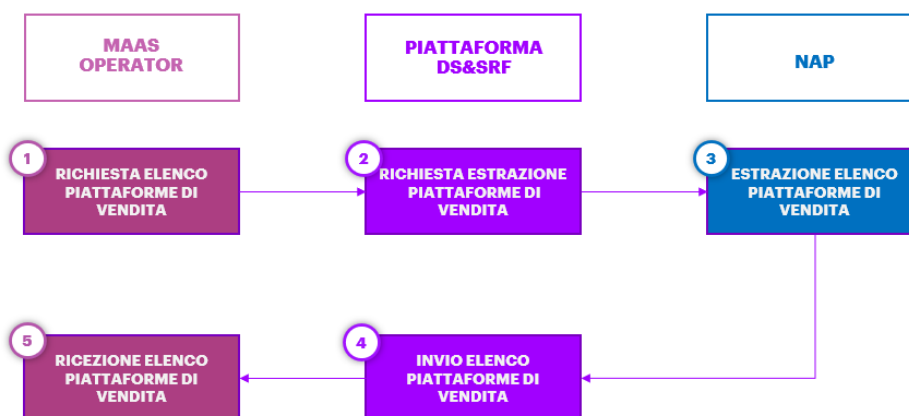 MAAS
OPERATOR
PIATTAFORMA
DS&SRF
NAP
1
RICHIESTA ELENCO
PIATTAFORME DI
VENDITA
2
RICHIESTA ESTRAZIONE
PIATTAFORME DI
VENDITA
3
ESTRAZIONE ELENCO
PIATTAFORME DI
VENDITA
5
RICEZIONE ELENCO
PIATTAFORME DI
VENDITA
4
INVIO ELENCO
PIATTAFORME DI
VENDITA